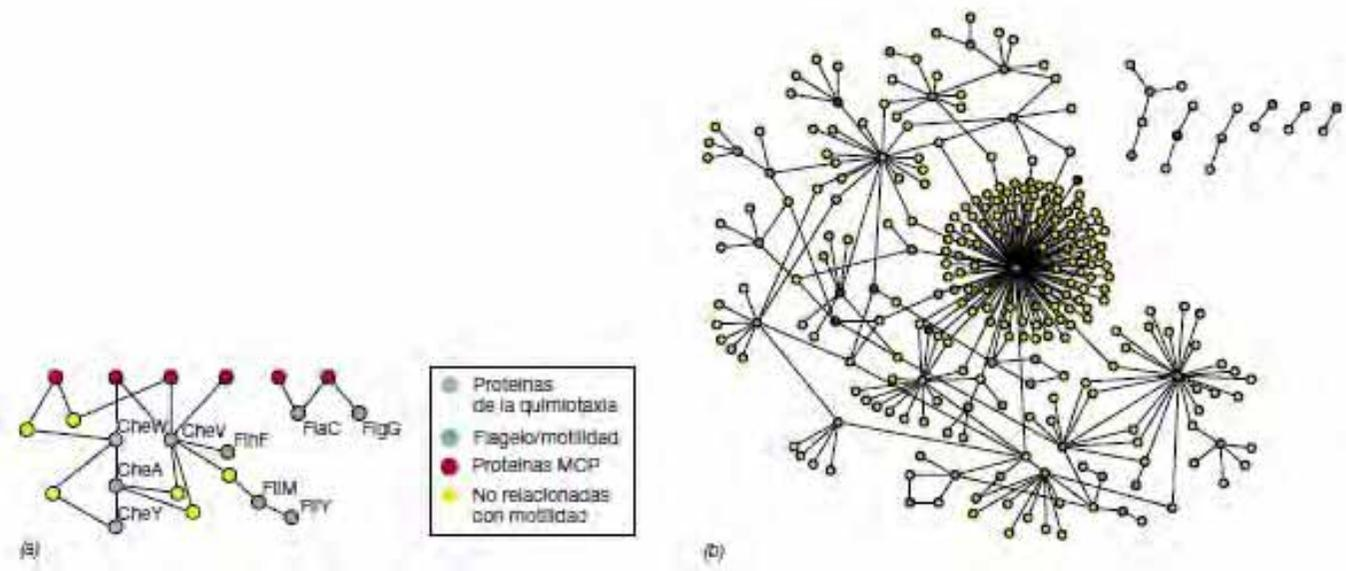 CheW
CheV
FlhF
FlaC
FlgG
CheA
FliM
CheY
FliY
Proteínas
de la quimiotaxia
Flagelo/motilidad
Proteínas MCP
No relacionadas
con motilidad
(a)
(b)